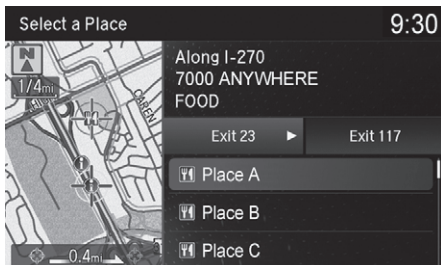 Select a Place
9:30
N
1/4mi
Along I-270
7000 ANYWHERE
FOOD
Exit 23
Exit 117
Place A
Place B
Place C
0.4mi